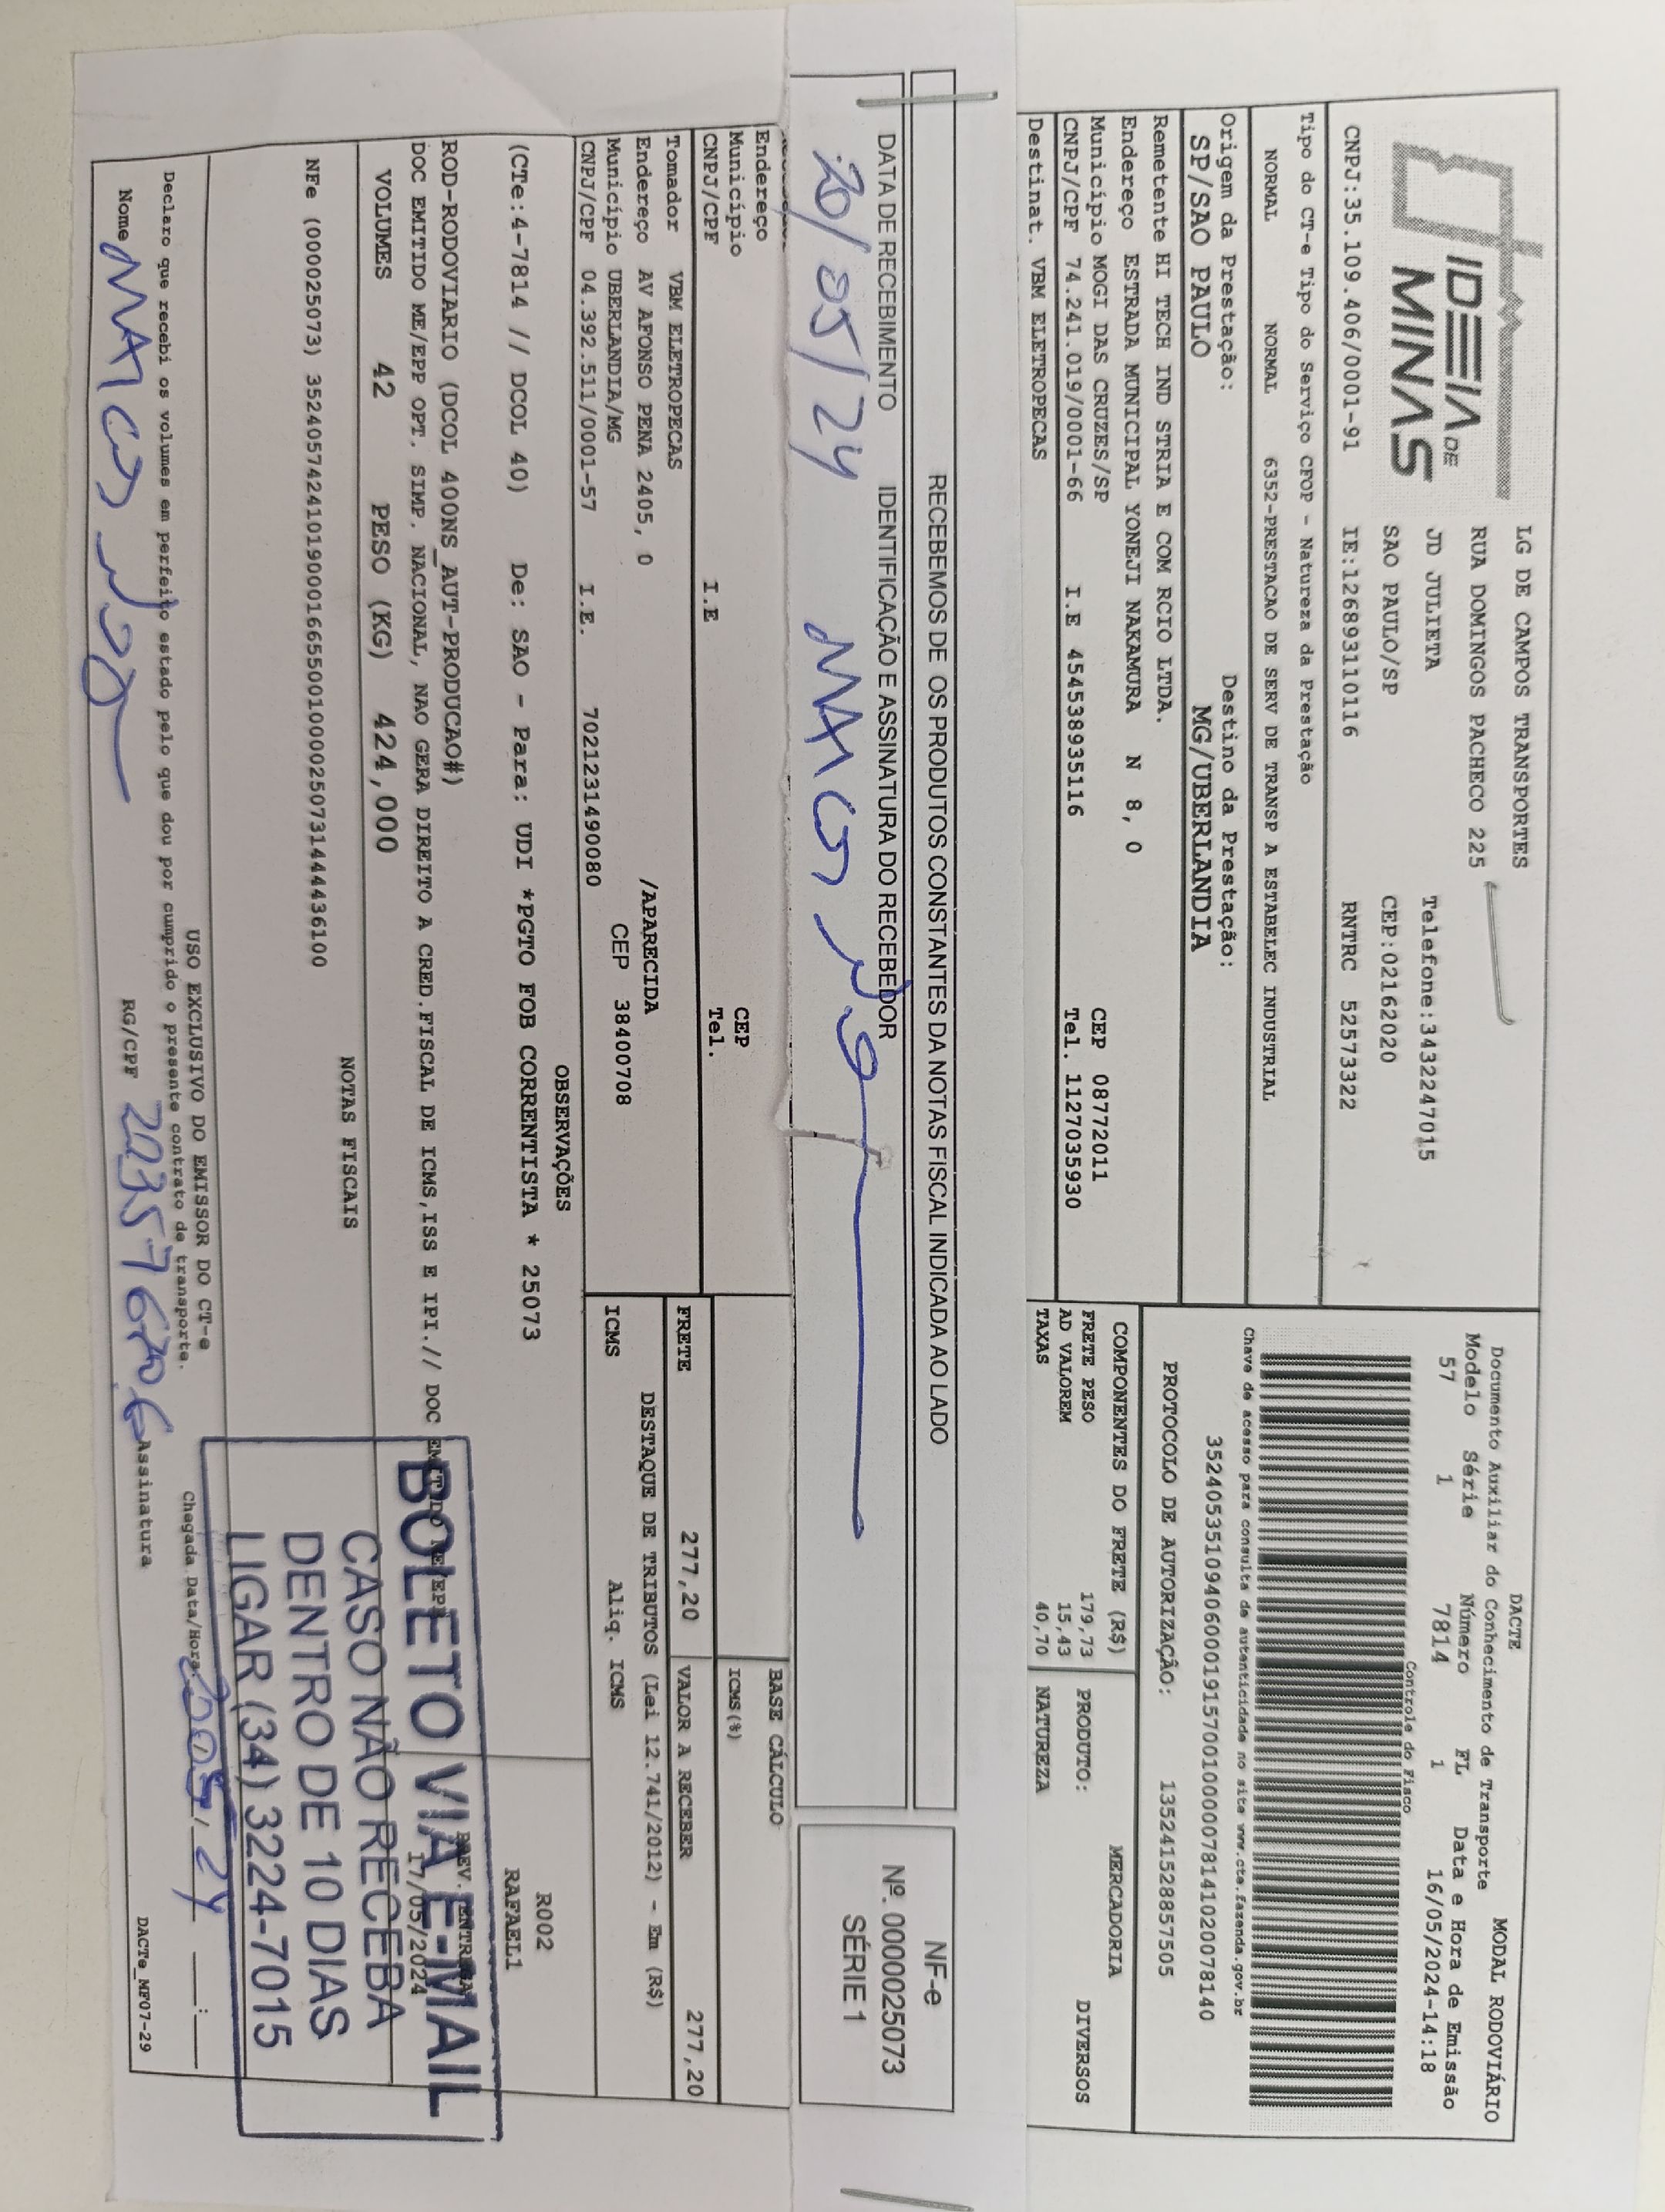 IDEIA DE
MINAS
LG DE CAMPOS TRANSPORTES
RUA DOMINGOS PACHECO 225
JD JULIETA Telefone:3432247015
SAO PAULO/SP CEP:02162020
CNPJ:35.109.406/0001-91 IE:126893110116 RNTRC 52573322
Tipo do CT-e Tipo do Serviço CFOP - Natureza da Prestação
NORMAL NORMAL 6352-PRESTACAO DE SERV DE TRANSP A ESTABELEC INDUSTRIAL
Origem da Prestação: Destino da Prestação:
SP/SAO PAULO MG/UBERLANDIA
Remetente HI TECH IND STRIA E COM RCIO LTDA.
Endereço ESTRADA MUNICIPAL YONEJI NAKAMURA N 8, 0
Município MOGI DAS CRUZES/SP CEP 08772011
CNPJ/CPF 74.241.019/0001-66 I.E 454538935116 Tel. 1127035930
Destinat. VBM ELETROPECAS
DACTE MODAL RODOVIÁRIO
Documento Auxiliar do Conhecimento de Transporte
Modelo Série Número FL Data e Hora de Emissão
57 1 7814 1 16/05/2024-14:18
Controle do Fisco
Chave de acesso para consulta de autenticidade no site www.cte.fazenda.gov.br
35240535109406000191570010000078141020078140
PROTOCOLO DE AUTORIZAÇÃO: 135241528857505
COMPONENTES DO FRETE (R$) MERCADORIA
FRETE PESO 179,73 PRODUTO: DIVERSOS
AD VALOREM 15,43
TAXAS 40,70 NATUREZA
RECEBEMOS DE OS PRODUTOS CONSTANTES DA NOTAS FISCAL INDICADA AO LADO
DATA DE RECEBIMENTO IDENTIFICAÇÃO E ASSINATURA DO RECEBEDOR
20/05/24
NF-e
Nº. 0000025073
SÉRIE 1
Endereço
Município CEP
CNPJ/CPF I.E Tel.
Tomador VBM ELETROPECAS
Endereço AV AFONSO PENA 2405, 0 /APARECIDA
Município UBERLANDIA/MG CEP 38400708
CNPJ/CPF 04.392.511/0001-57 I.E. 7021231490080
BASE CÁLCULO
ICMS(%)
FRETE 277,20 VALOR A RECEBER 277,20
DESTAQUE DE TRIBUTOS (Lei 12.741/2012) - Em (R$)
ICMS Aliq. ICMS
OBSERVAÇÕES
(CTe:4-7814 // DCOL 40) De: SAO - Para: UDI *PGTO FOB CORRENTISTA * 25073
R002
RAFAEL1
ROD-RODOVIARIO (DCOL 400NS_AUT-PRODUCAO#)
DOC EMITIDO ME/EPP OPT. SIMP. NACIONAL, NAO GERA DIREITO A CRED.FISCAL DE ICMS,ISS E IPI.// DOC EMITDO ME/EPP
PREV. ENTREGA
17/05/2024
VOLUMES 42 PESO (KG) 424,000
NOTAS FISCAIS
NFe (000025073) 35240574241019000166550010000250731444436100
BOLETO VIA E-MAIL
CASO NÃO RECEBA
DENTRO DE 10 DIAS
LIGAR (34) 3224-7015
USO EXCLUSIVO DO EMISSOR DO CT-e
Declaro que recebi os volumes em perfeito estado pelo que dou por cumprido o presente contrato de transporte.
Chegada Data/Hora: 20/05/24 __:__
Nome RG/CPF Assinatura
DACTe_MF07-29